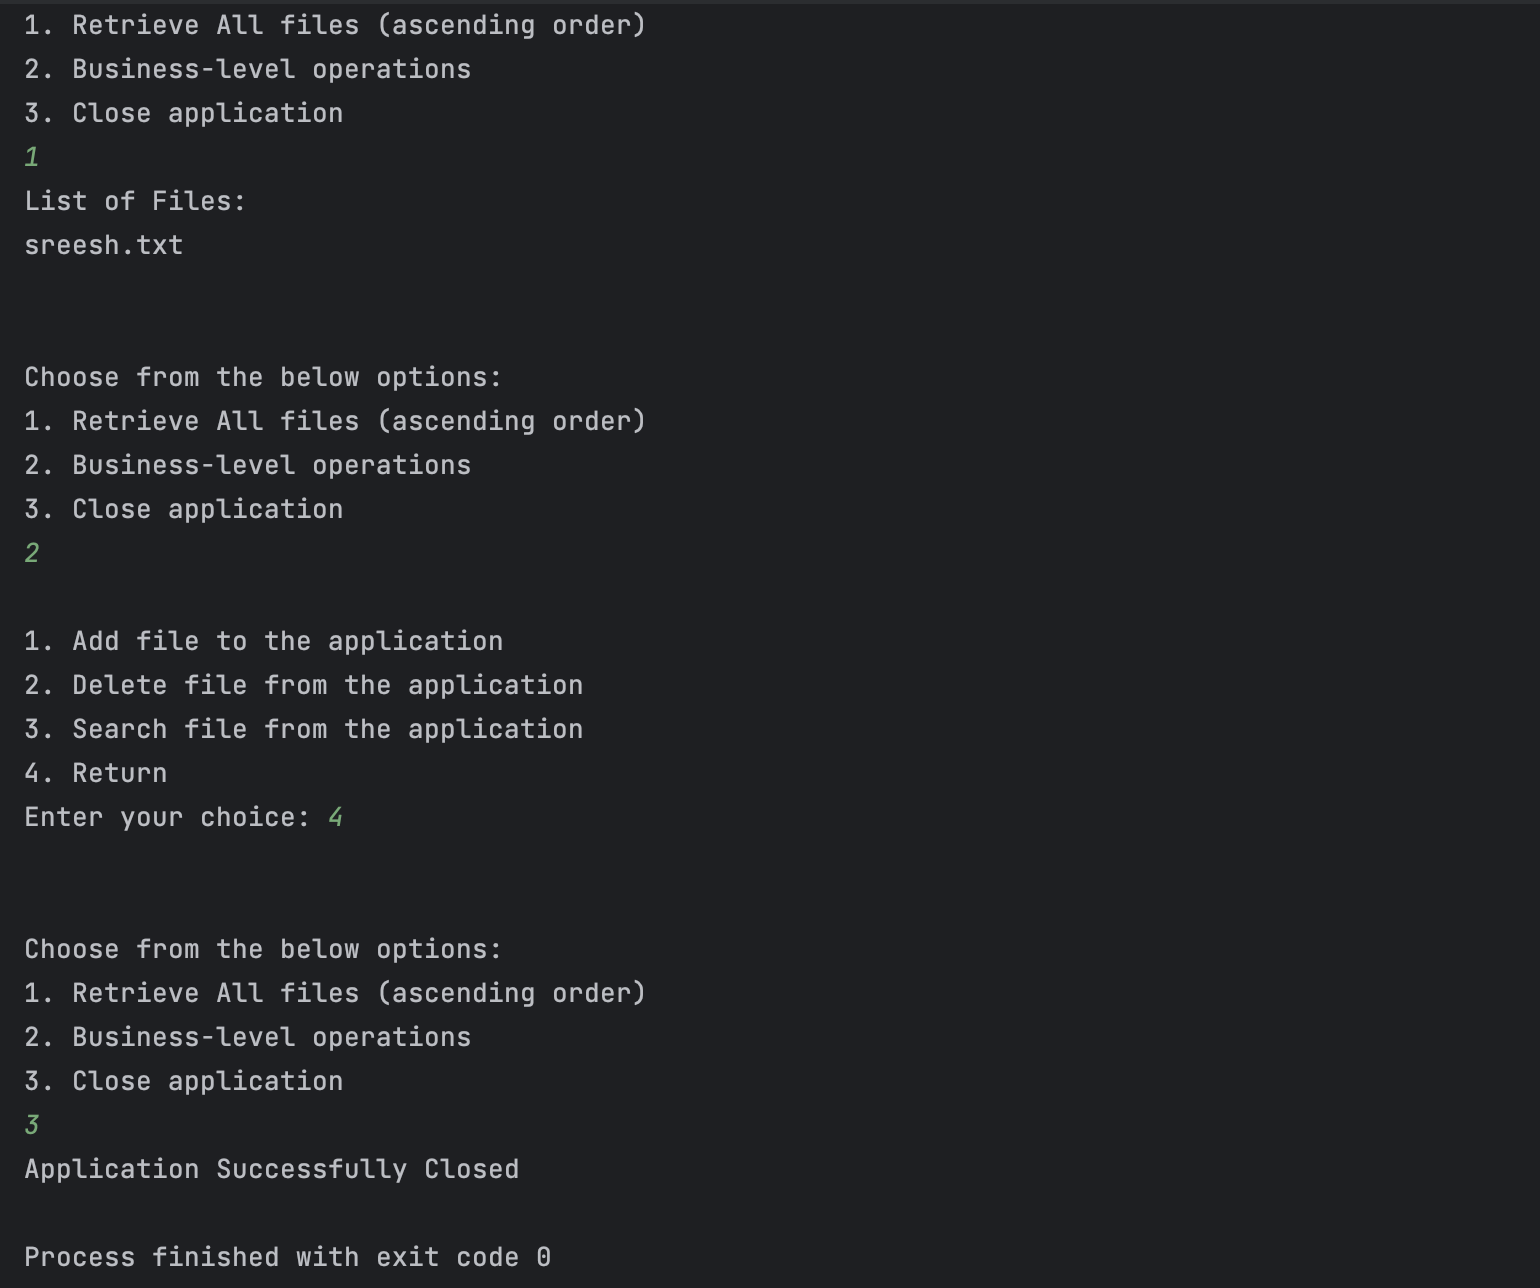 1. Retrieve All files (ascending order)
2. Business-level operations
3. Close application
1
List of Files:
sreesh.txt
Choose from the below options:
1. Retrieve All files (ascending order)
2. Business-level operations
3. Close application
2
1. Add file to the application
2. Delete file from the application
3. Search file from the application
4. Return
Enter your choice: 4
Choose from the below options:
1. Retrieve All files (ascending order)
2. Business-level operations
3. Close application
3
Application Successfully Closed
Process finished with exit code 0